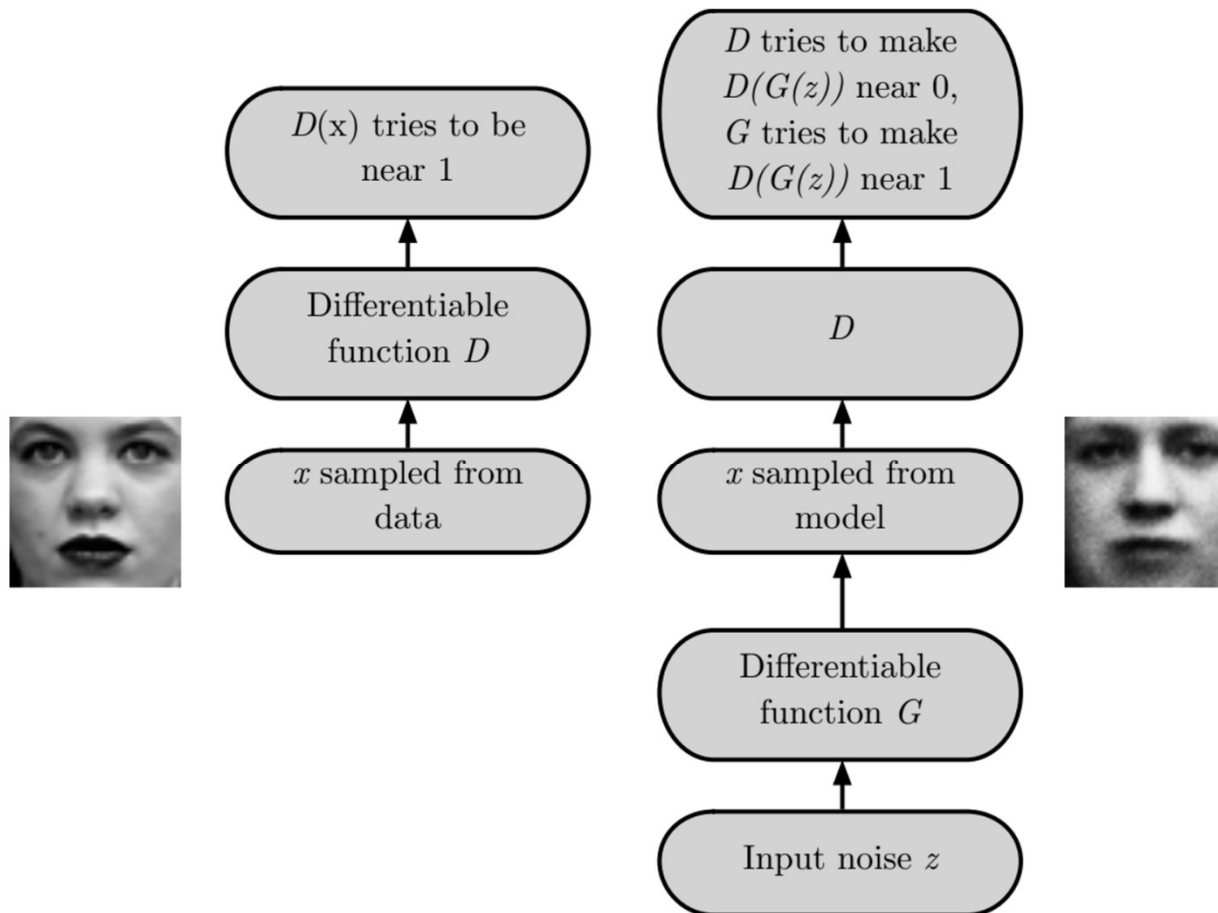 D(x) tries to be
near 1
Differentiable
function D
x sampled from
data
D tries to make
D(G(z)) near 0,
G tries to make
D(G(z)) near 1
D
x sampled from
model
Differentiable
function G
Input noise z